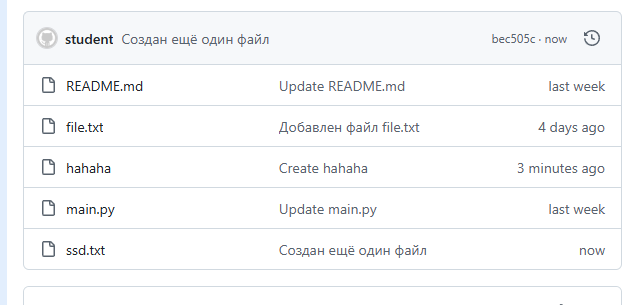 student Создан ещё один файл bec505c · now
README.md Update README.md last week
file.txt Добавлен файл file.txt 4 days ago
hahaha Create hahaha 3 minutes ago
main.py Update main.py last week
ssd.txt Создан ещё один файл now